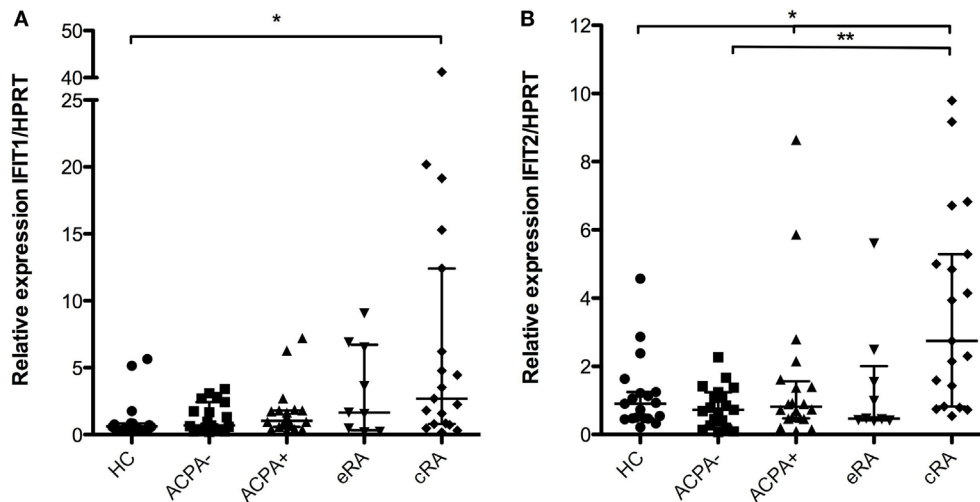 A
*
50
40
25
20
15
10
5
0
Relative expression IFIT1/HPRT
HC
ACPA-
ACPA+
eRA
cRA
B
*
**
12
10
8
6
4
2
0
Relative expression IFIT2/HPRT
HC
ACPA-
ACPA+
eRA
cRA